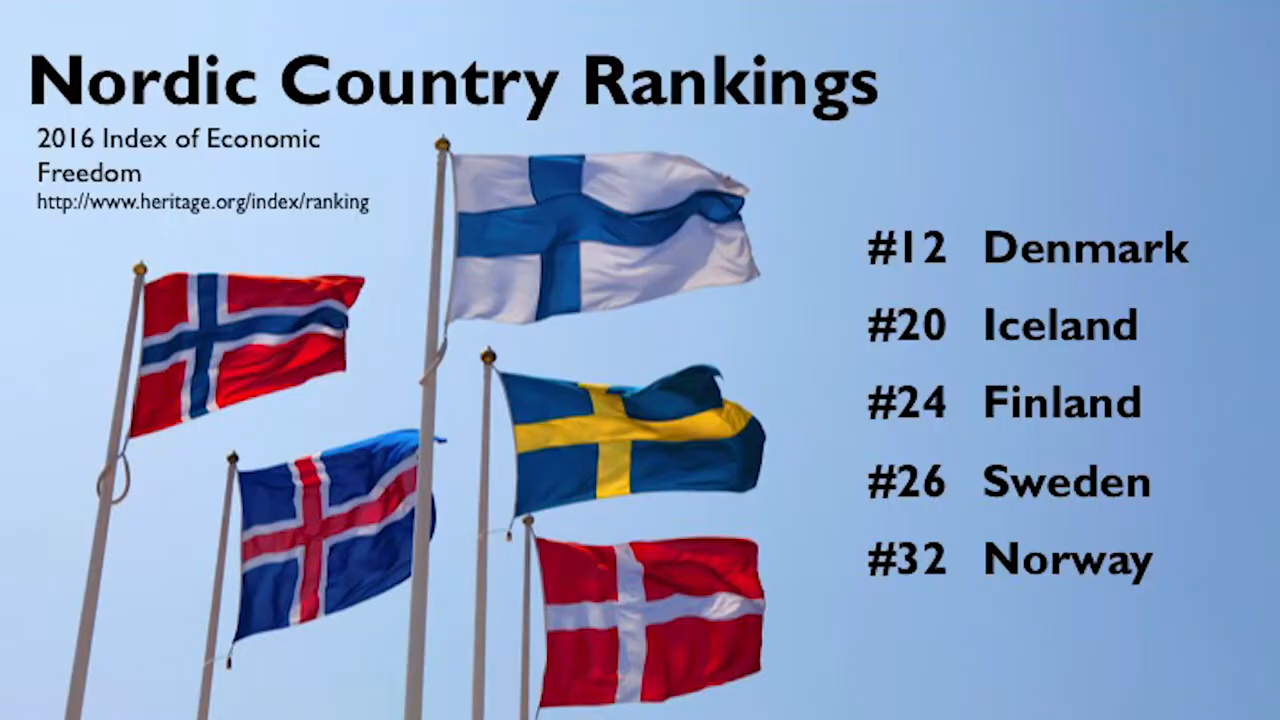 Nordic Country Rankings
2016 Index of Economic
Freedom
http://www.heritage.org/index/ranking
#12 Denmark
#20 Iceland
#24 Finland
#26 Sweden
#32 Norway